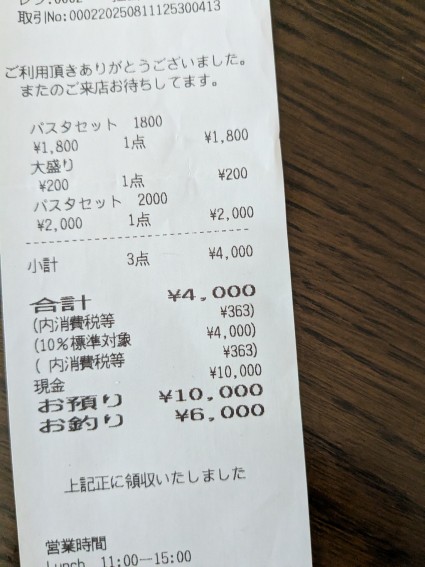 取引No:000220250811125300413
ご利用頂きありがとうございました。
またのご来店お待ちしてます。
パスタセット 1800
¥1,800 1点 ¥1,800
大盛り
¥200 1点 ¥200
パスタセット 2000
¥2,000 1点 ¥2,000
小計 3点 ¥4,000
合計 ¥4,000
(内消費税等 ¥363)
(10%標準対象 ¥4,000)
( 内消費税等 ¥363)
現金 ¥10,000
お預り ¥10,000
お釣り ¥6,000
上記正に領収いたしました
営業時間
Lunch 11:00--15:00